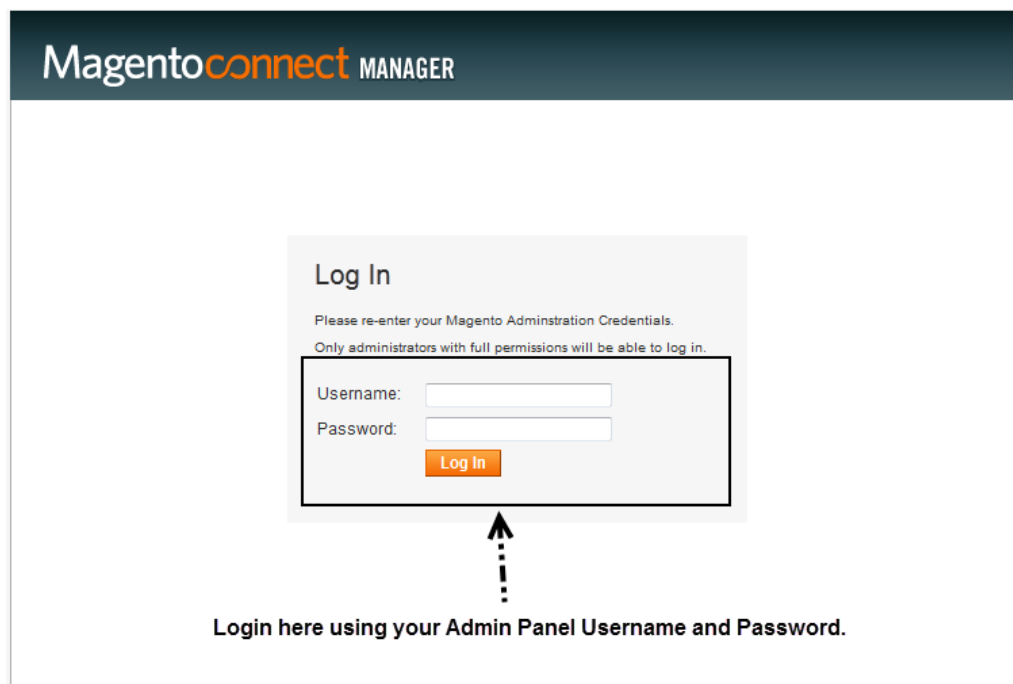 Magentoconnect MANAGER
Log In
Please re-enter your Magento Adminstration Credentials.
Only administrators with full permissions will be able to log in.
Username:
Password:
Log In
Login here using your Admin Panel Username and Password.